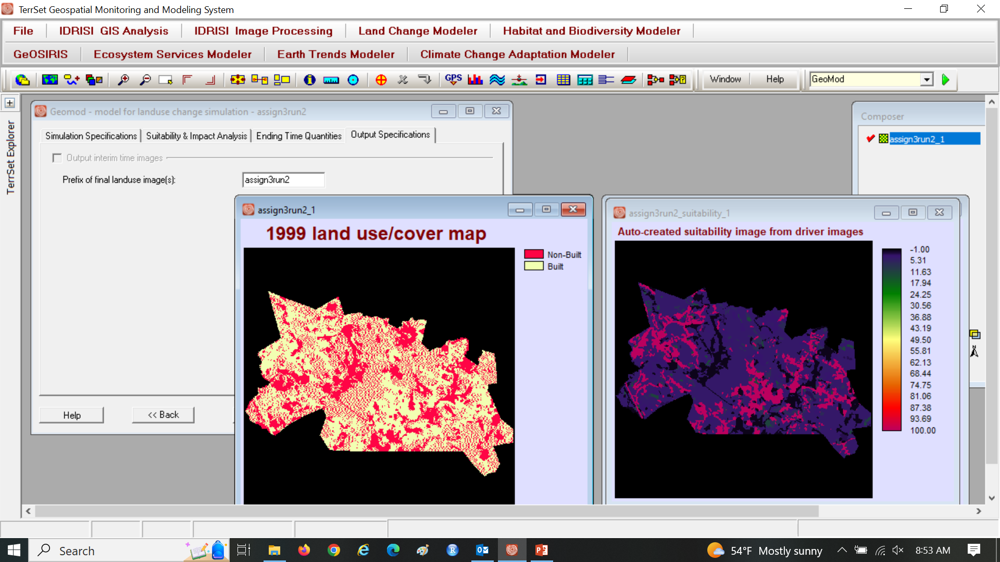 TerrSet Geospatial Monitoring and Modeling System
File IDRISI GIS Analysis IDRISI Image Processing Land Change Modeler Habitat and Biodiversity Modeler
GeOSIRIS Ecosystem Services Modeler Earth Trends Modeler Climate Change Adaptation Modeler
GPS Window Help GeoMod
TerrSet Explorer
Geomod - model for landuse change simulation - assign3run2
Simulation Specifications Suitability & Impact Analysis Ending Time Quantities Output Specifications
Output interim time images
Prefix of final landuse image(s): assign3run2
Help << Back
Composer
assign3run2_1
assign3run2_1
1999 land use/cover map
Non-Built
Built
assign3run2_suitability_1
Auto-created suitability image from driver images
-1.00
5.31
11.63
17.94
24.25
30.56
36.88
43.19
49.50
55.81
62.13
68.44
74.75
81.06
87.38
93.69
100.00
N
Search 54°F Mostly sunny 8:53 AM